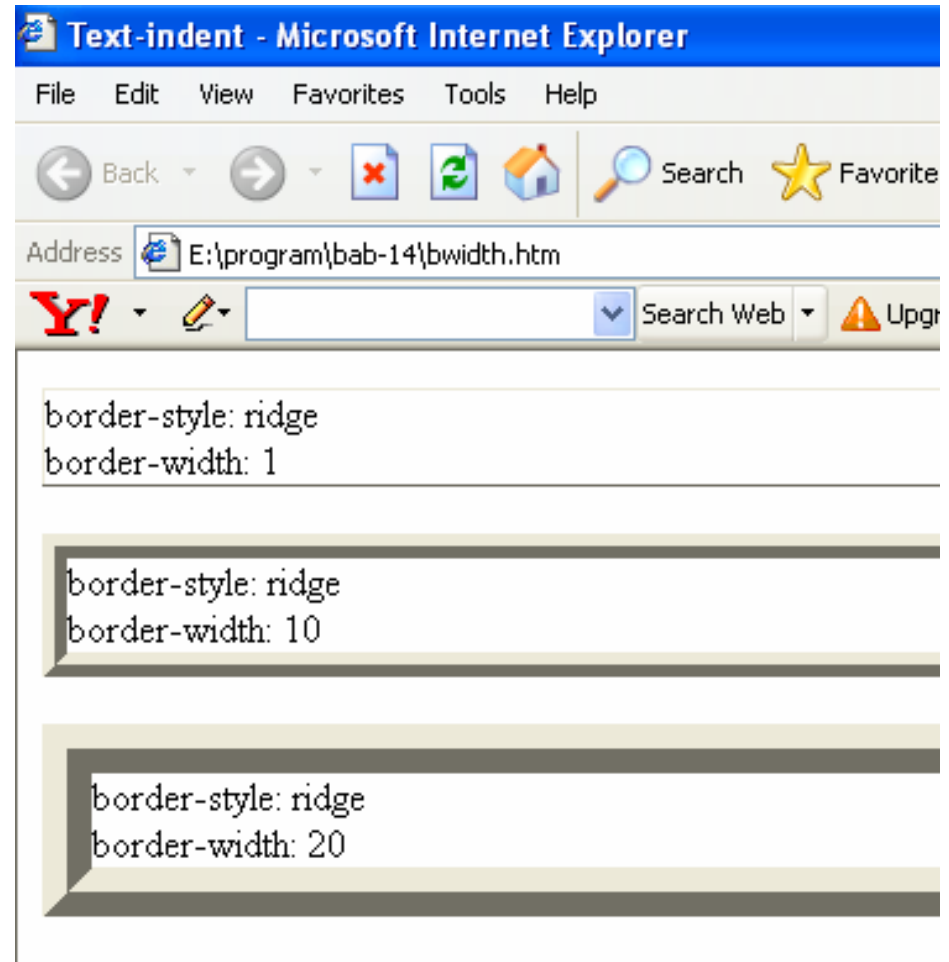 Text-indent - Microsoft Internet Explorer
File Edit View Favorites Tools Help
Back Search Favorite
Address E:\program\bab-14\bwidth.htm
Y! Search Web Upgr
border-style: ridge
border-width: 1
border-style: ridge
border-width: 10
border-style: ridge
border-width: 20